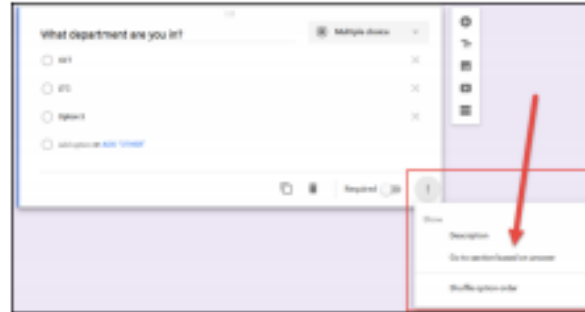 What department are you in?
Multiple choice
Option 3
Add option or ADD "OTHER"
Required
Show
Description
Go to section based on answer
Shuffle option order